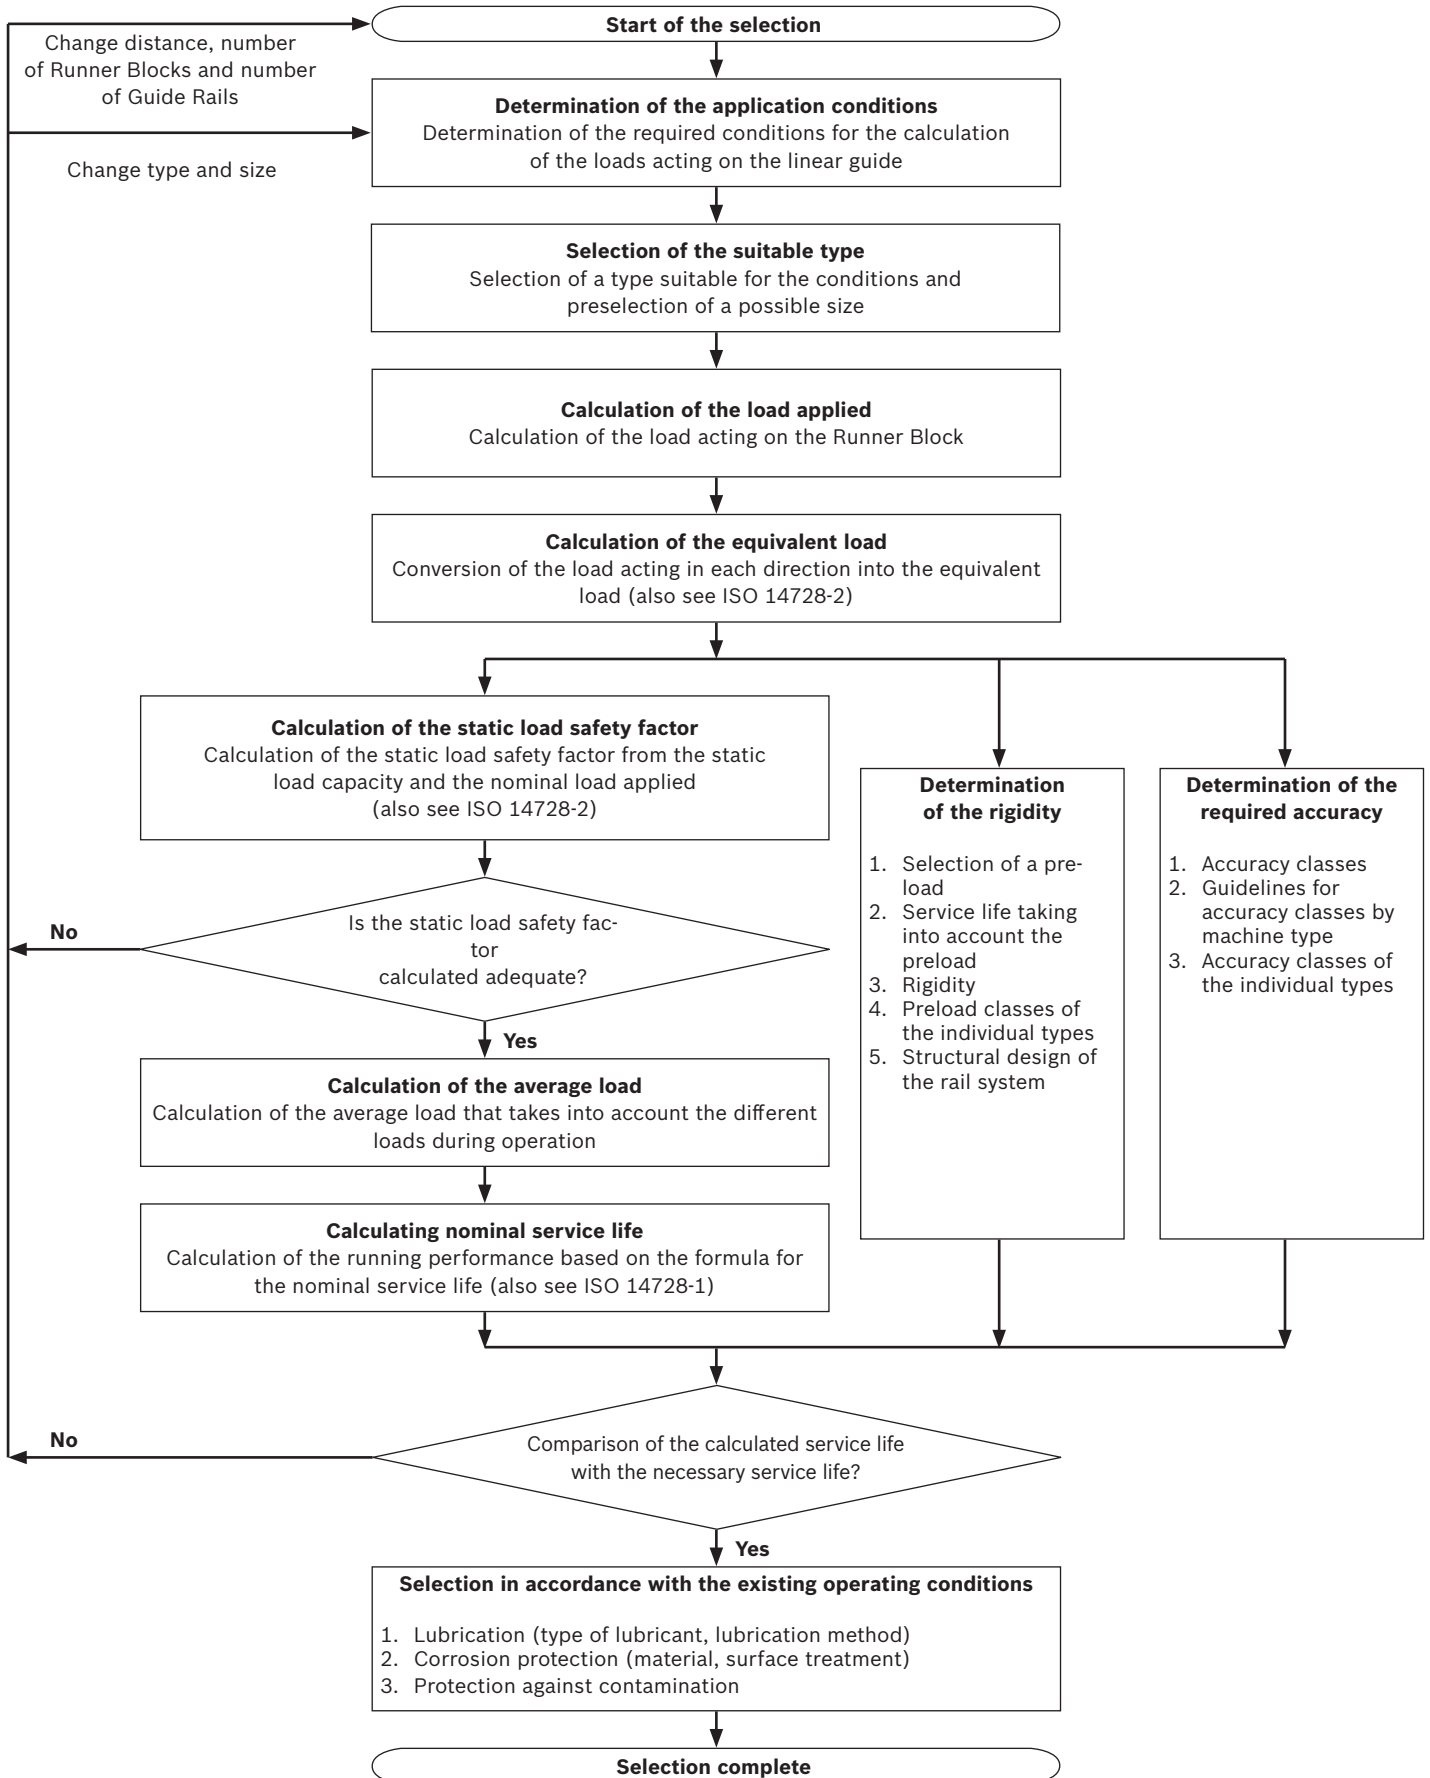 Start of the selection
Change distance, number
of Runner Blocks and number
of Guide Rails
Determination of the application conditions
Determination of the required conditions for the calculation
of the loads acting on the linear guide
Change type and size
Selection of the suitable type
Selection of a type suitable for the conditions and
preselection of a possible size
Calculation of the load applied
Calculation of the load acting on the Runner Block
Calculation of the equivalent load
Conversion of the load acting in each direction into the equivalent
load (also see ISO 14728-2)
Calculation of the static load safety factor
Calculation of the static load safety factor from the static
load capacity and the nominal load applied
(also see ISO 14728-2)
Determination
of the rigidity
1. Selection of a pre-
load
2. Service life taking
into account the
preload
3. Rigidity
4. Preload classes of
the individual types
5. Structural design of
the rail system
Determination of the
required accuracy
1. Accuracy classes
2. Guidelines for
accuracy classes by
machine type
3. Accuracy classes of
the individual types
No
Is the static load safety fac-
tor
calculated adequate?
Yes
Calculation of the average load
Calculation of the average load that takes into account the different
loads during operation
Calculating nominal service life
Calculation of the running performance based on the formula for
the nominal service life (also see ISO 14728-1)
No
Comparison of the calculated service life
with the necessary service life?
Yes
Selection in accordance with the existing operating conditions
1. Lubrication (type of lubricant, lubrication method)
2. Corrosion protection (material, surface treatment)
3. Protection against contamination
Selection complete